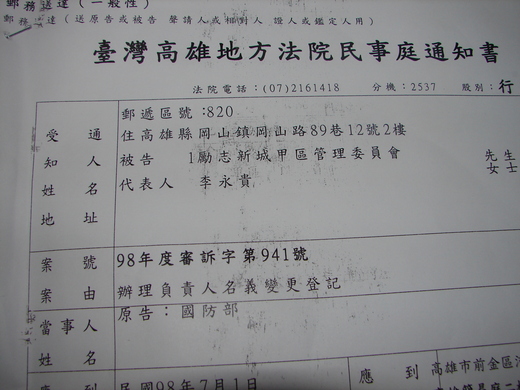 郵務送達（一般性）
郵務送達（送原告或被告 聲請人或相對人 證人或鑑定人用）
臺灣高雄地方法院民事庭通知書
法院電話：(07)2161418 分機：2537 股別：行
郵遞區號：820
受通知人姓名地址
住高雄縣岡山鎮岡山路89巷12號2樓
被告 1勵志新城甲區管理委員會 先生女士
代表人 李永貴
案號 98年度審訴字第941號
案由 辦理負責人名義變更登記
當事人姓名 原告：國防部
應到 民國98年7月1日
應到 高雄市前金區